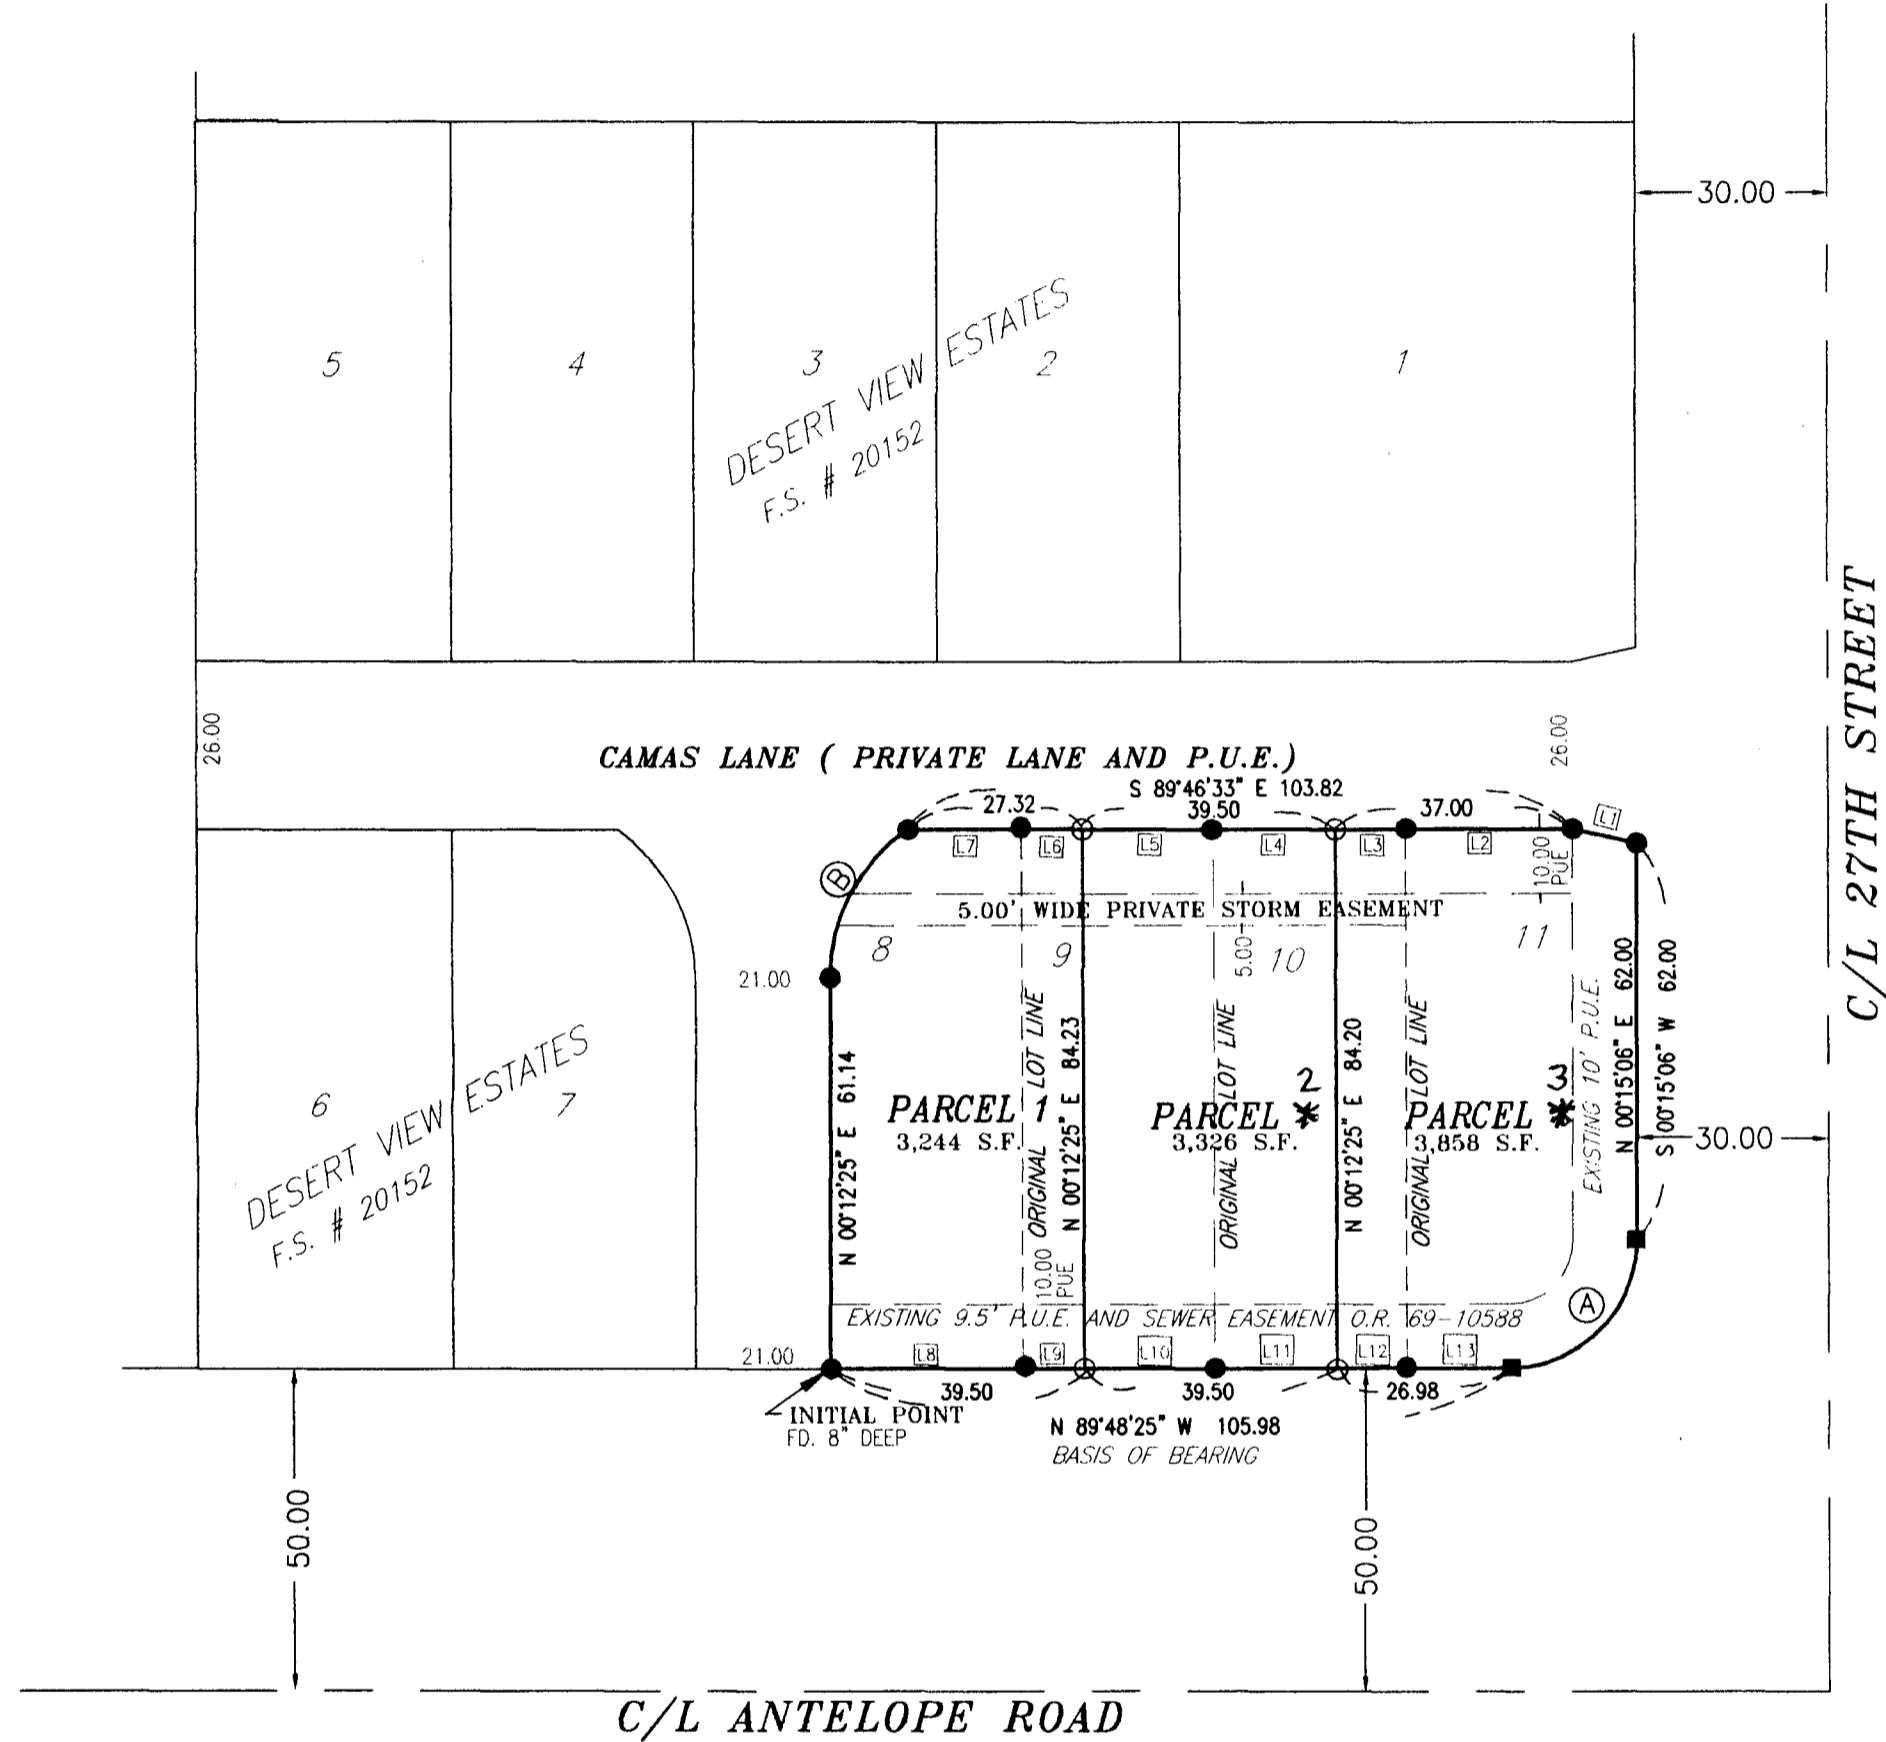 30.00
5
4
3
2
1
DESERT VIEW ESTATES
F.S. # 20152
C/L 27TH STREET
26.00
26.00
CAMAS LANE ( PRIVATE LANE AND P.U.E.)
S 89°46'33" E 103.82
27.32
39.50
37.00
L1
L7
L6
L5
L4
L3
L2
10.00
PUE
B
5.00' WIDE PRIVATE STORM EASEMENT
8
9
5.00
10
11
21.00
N 00°12'25" E 61.14
ORIGINAL LOT LINE
N 00°12'25" E 84.23
ORIGINAL LOT LINE
N 00°12'25" E 84.20
ORIGINAL LOT LINE
EXISTING 10' P.U.E.
N 00°15'06" E 62.00
S 00°15'06" W 62.00
30.00
PARCEL 1
3,244 S.F.
PARCEL 2
3,326 S.F.
PARCEL 3
3,858 S.F.
6
7
DESERT VIEW ESTATES
F.S. # 20152
10.00
PUE
A
EXISTING 9.5' P.U.E. AND SEWER EASEMENT O.R. 69-10588
21.00
L8
L9
L10
L11
L12
L13
39.50
39.50
26.98
INITIAL POINT
FD. 8" DEEP
N 89°48'25" W 105.98
BASIS OF BEARING
50.00
50.00
C/L ANTELOPE ROAD